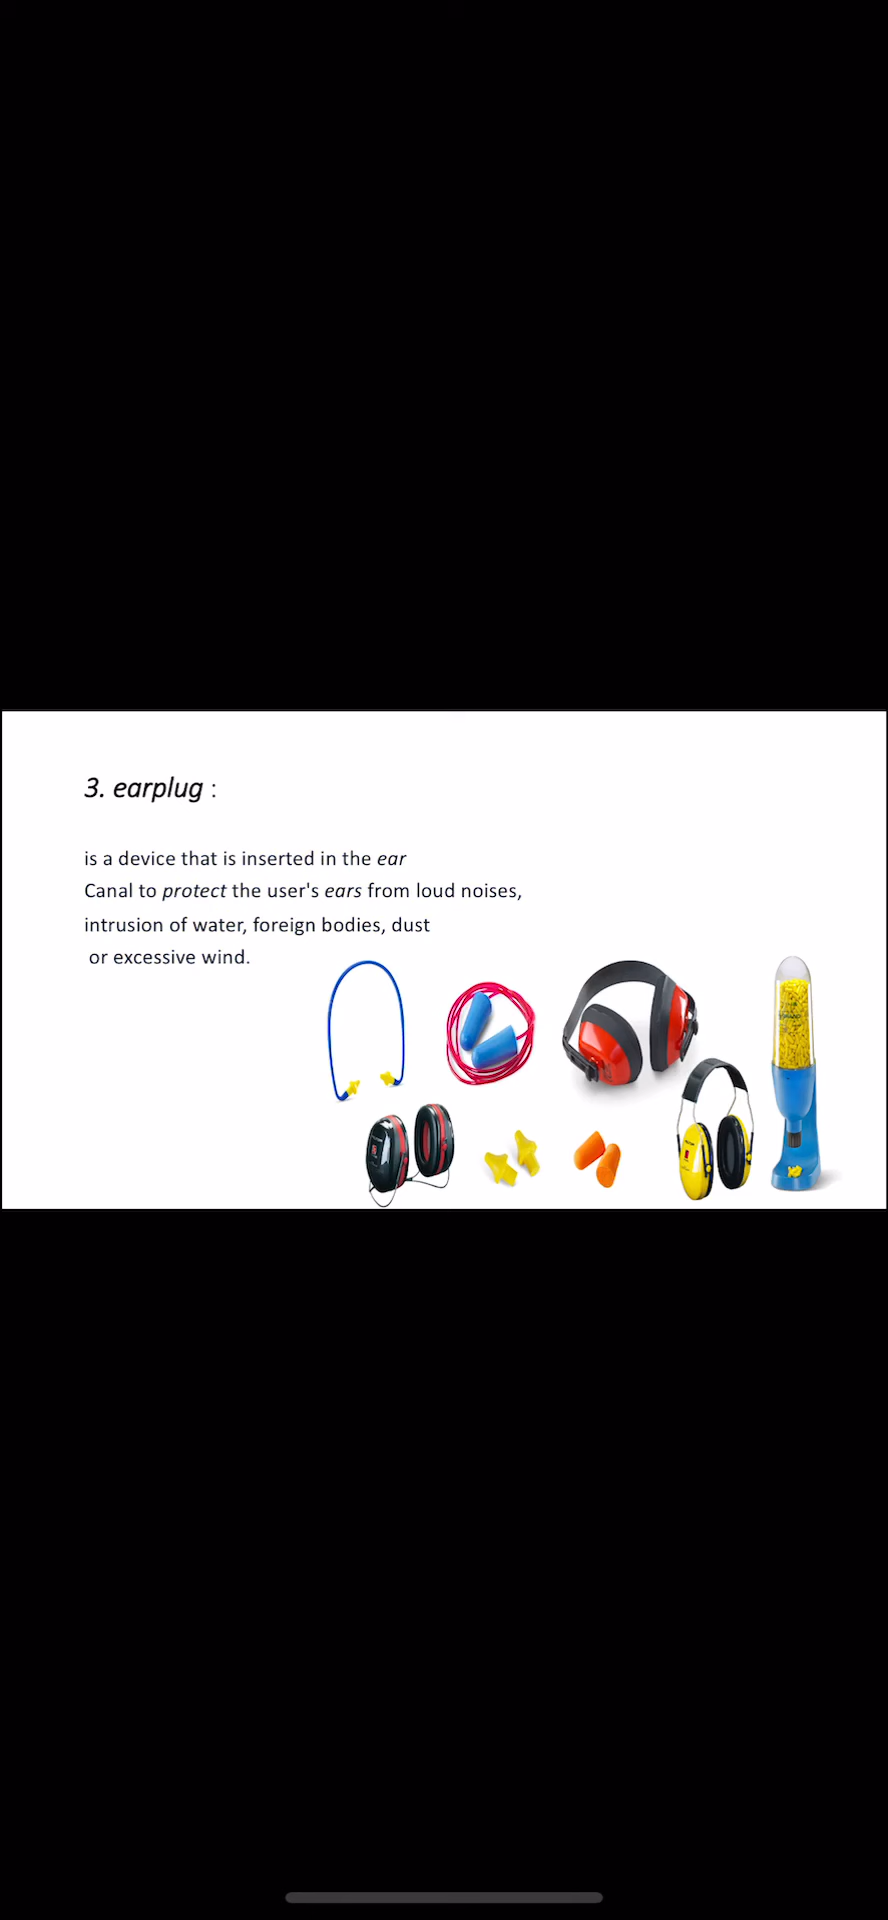 3. earplug :
is a device that is inserted in the ear
Canal to protect the user's ears from loud noises,
intrusion of water, foreign bodies, dust
or excessive wind.